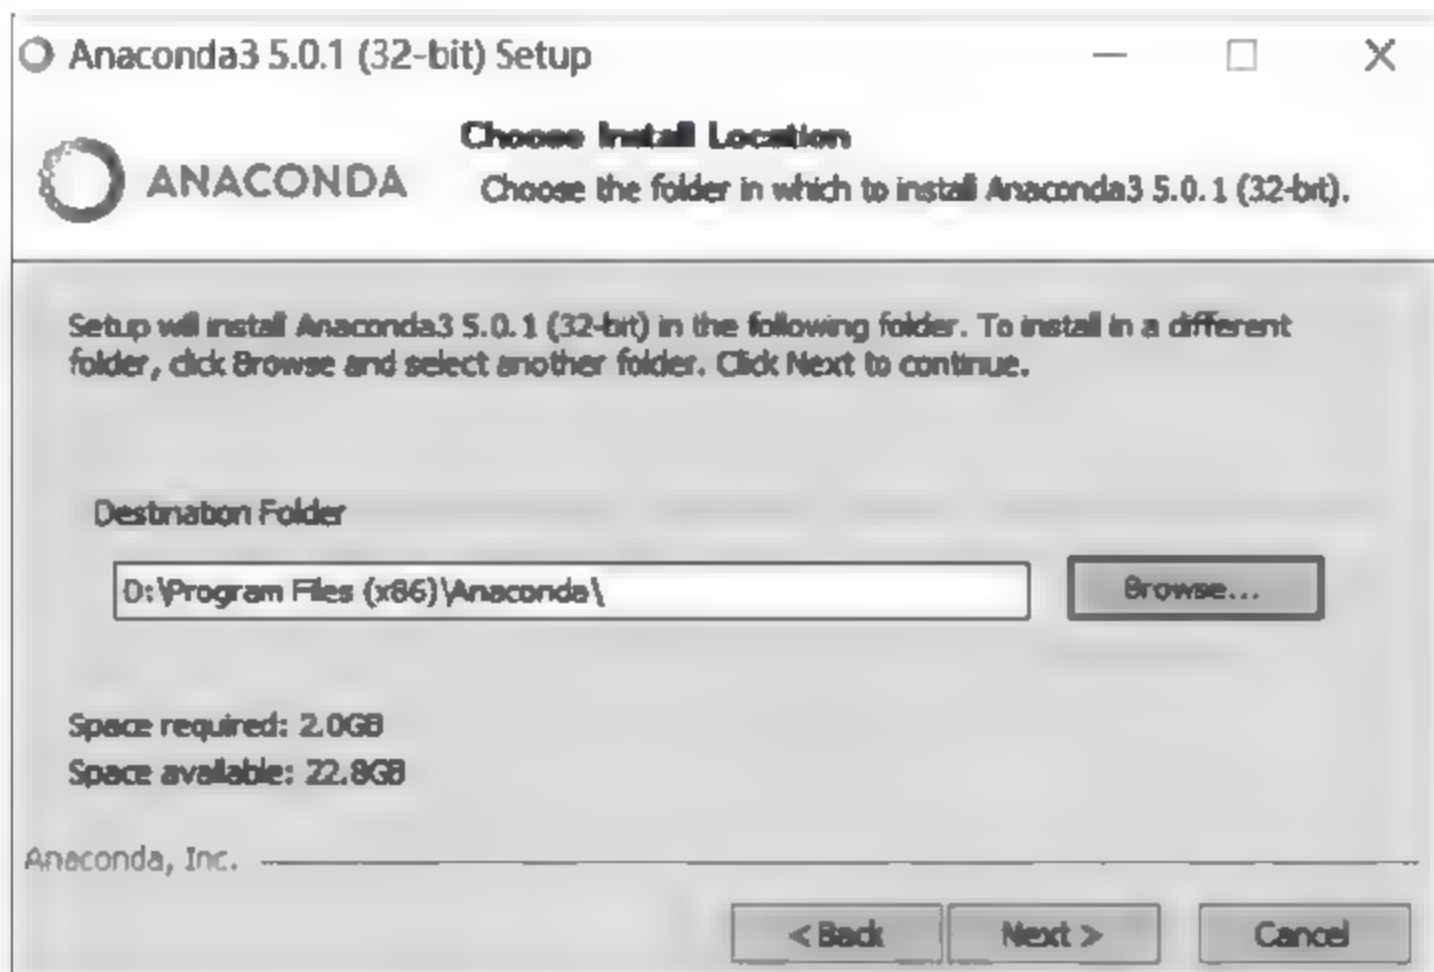 Anaconda3 5.0.1 (32-bit) Setup
ANACONDA
Choose Install Location
Choose the folder in which to install Anaconda3 5.0.1 (32-bit).
Setup will install Anaconda3 5.0.1 (32-bit) in the following folder. To install in a different
folder, click Browse and select another folder. Click Next to continue.
Destination Folder
D:\Program Files (x86)\Anaconda\
Browse...
Space required: 2.0GB
Space available: 22.8GB
Anaconda, Inc.
< Back
Next >
Cancel